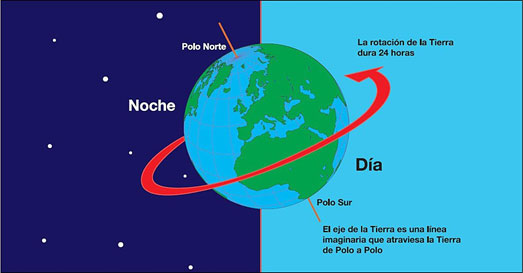 Polo Norte
La rotación de la Tierra
dura 24 horas
Noche
Día
Polo Sur
El eje de la Tierra es una línea
imaginaria que atraviesa la Tierra
de Polo a Polo